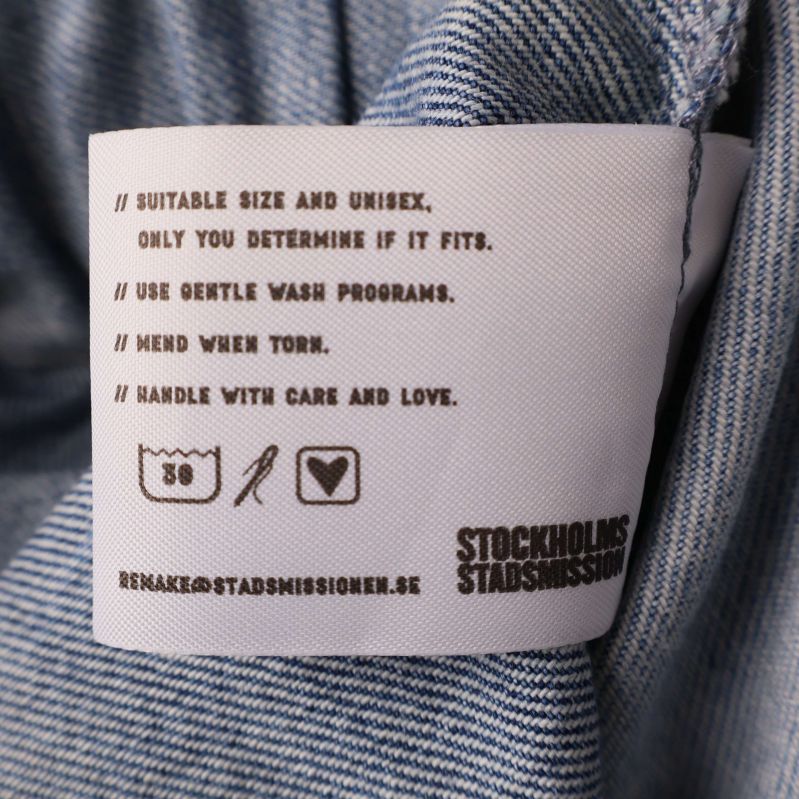 // SUITABLE SIZE AND UNISEX,
ONLY YOU DETERMINE IF IT FITS.
// USE GENTLE WASH PROGRAMS.
// MEND WHEN TORN.
// HANDLE WITH CARE AND LOVE.
30
REMAKE@STADSMISSIONEN.SE
STOCKHOLMS
STADSMISSION